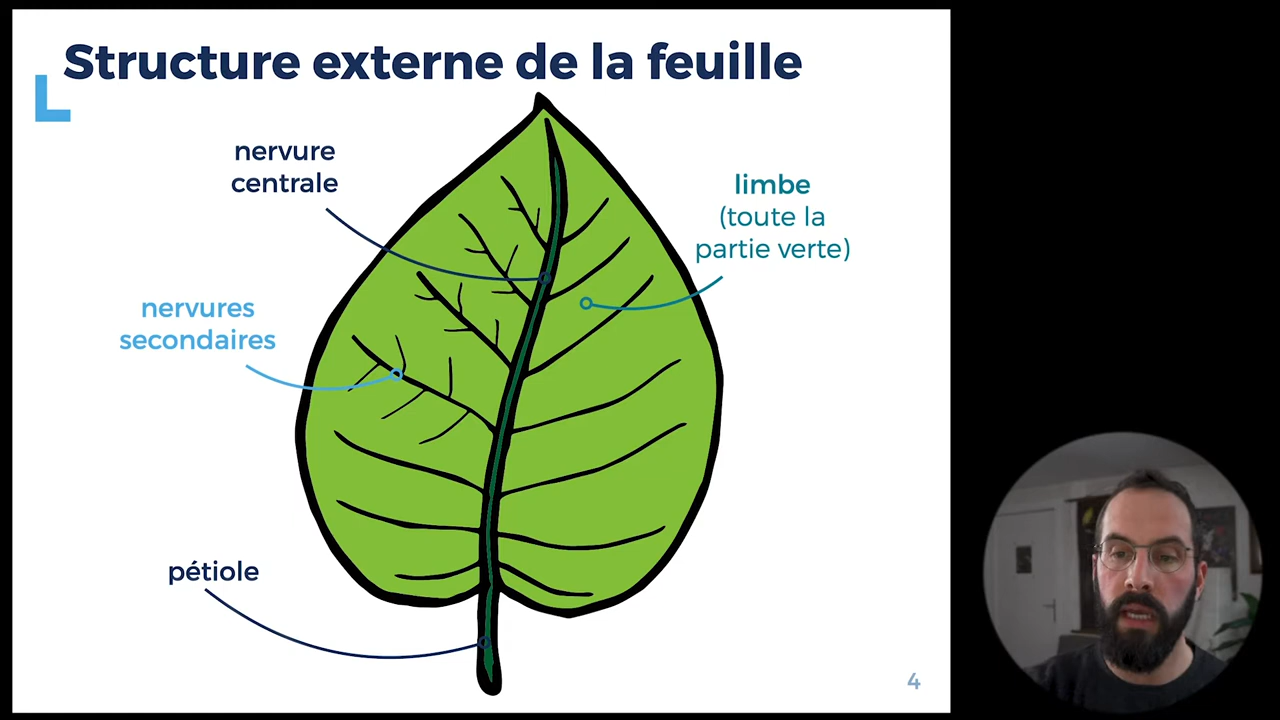 Structure externe de la feuille
nervure
centrale
limbe
(toute la
partie verte)
nervures
secondaires
pétiole
4